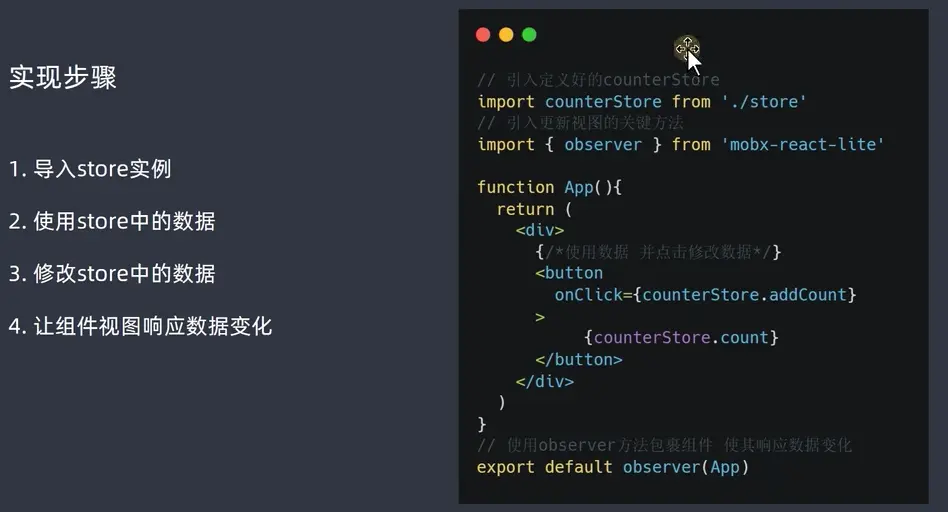 实现步骤
1. 导入store实例
2. 使用store中的数据
3. 修改store中的数据
4. 让组件视图响应数据变化
// 引入定义好的counterStore
import counterStore from './store'
// 引入更新视图的关键方法
import { observer } from 'mobx-react-lite'
function App(){
return (
<div>
{/*使用数据 并点击修改数据*/}
<button
onClick={counterStore.addCount}
>
{counterStore.count}
</button>
</div>
)
}
// 使用observer方法包裹组件 使其响应数据变化
export default observer(App)